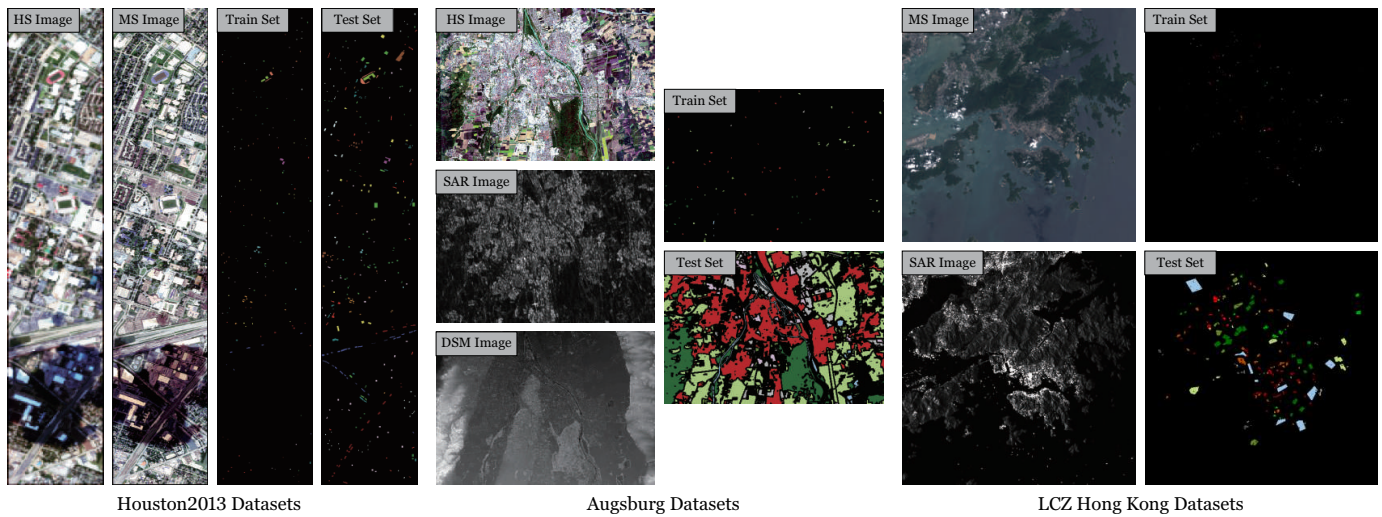 HS Image
MS Image
Train Set
Test Set
Houston2013 Datasets
HS Image
SAR Image
DSM Image
Train Set
Test Set
Augsburg Datasets
MS Image
Train Set
SAR Image
Test Set
LCZ Hong Kong Datasets